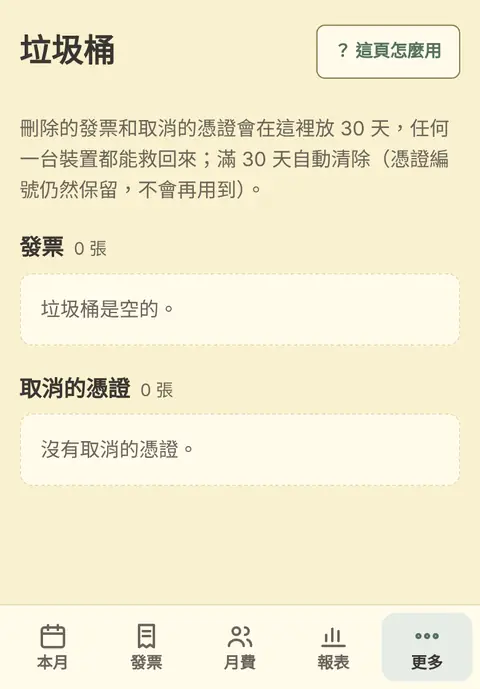 垃圾桶
？ 這頁怎麼用
刪除的發票和取消的憑證會在這裡放 30 天，任何
一台裝置都能救回來；滿 30 天自動清除（憑證編
號仍然保留，不會再用到）。
發票 0 張
垃圾桶是空的。
取消的憑證 0 張
沒有取消的憑證。
本月
發票
月費
報表
更多